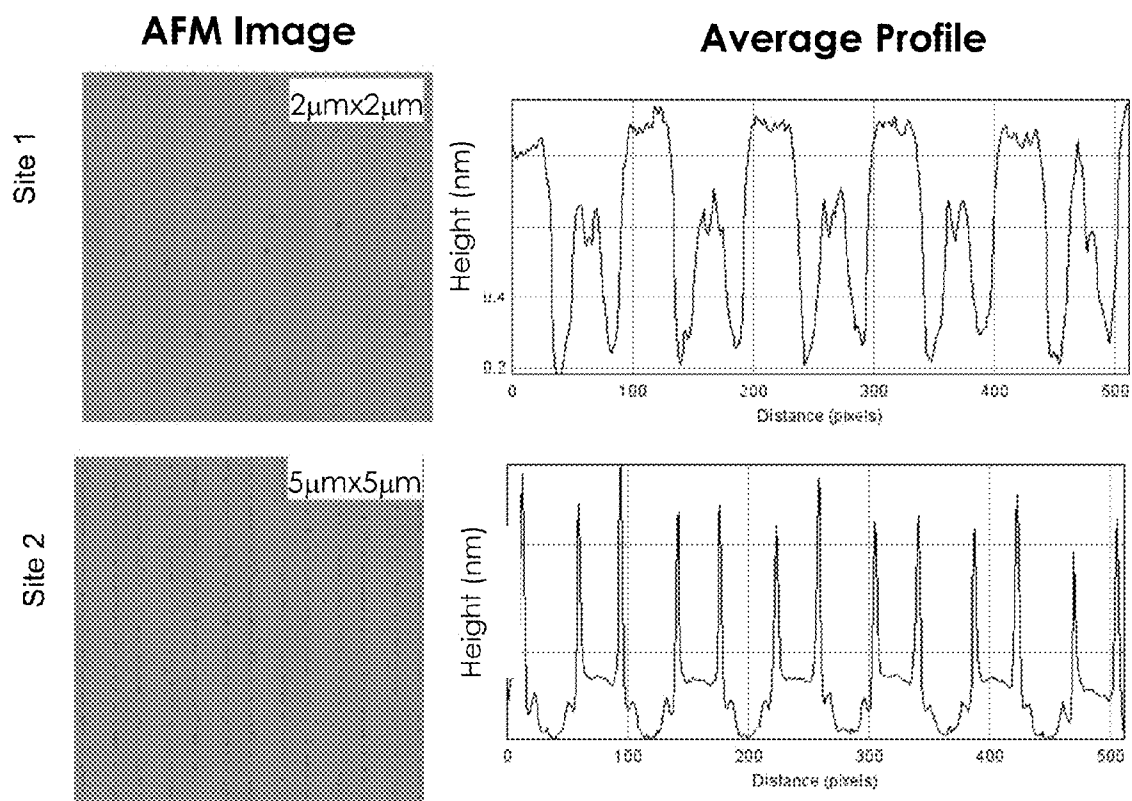 AFM Image
Average Profile
Site 1
2μmx2μm
Height (nm)
0.4
0.2
0 100 200 300 400 500
Distance (pixels)
Site 2
5μmx5μm
Height (nm)
0 100 200 300 400 500
Distance (pixels)